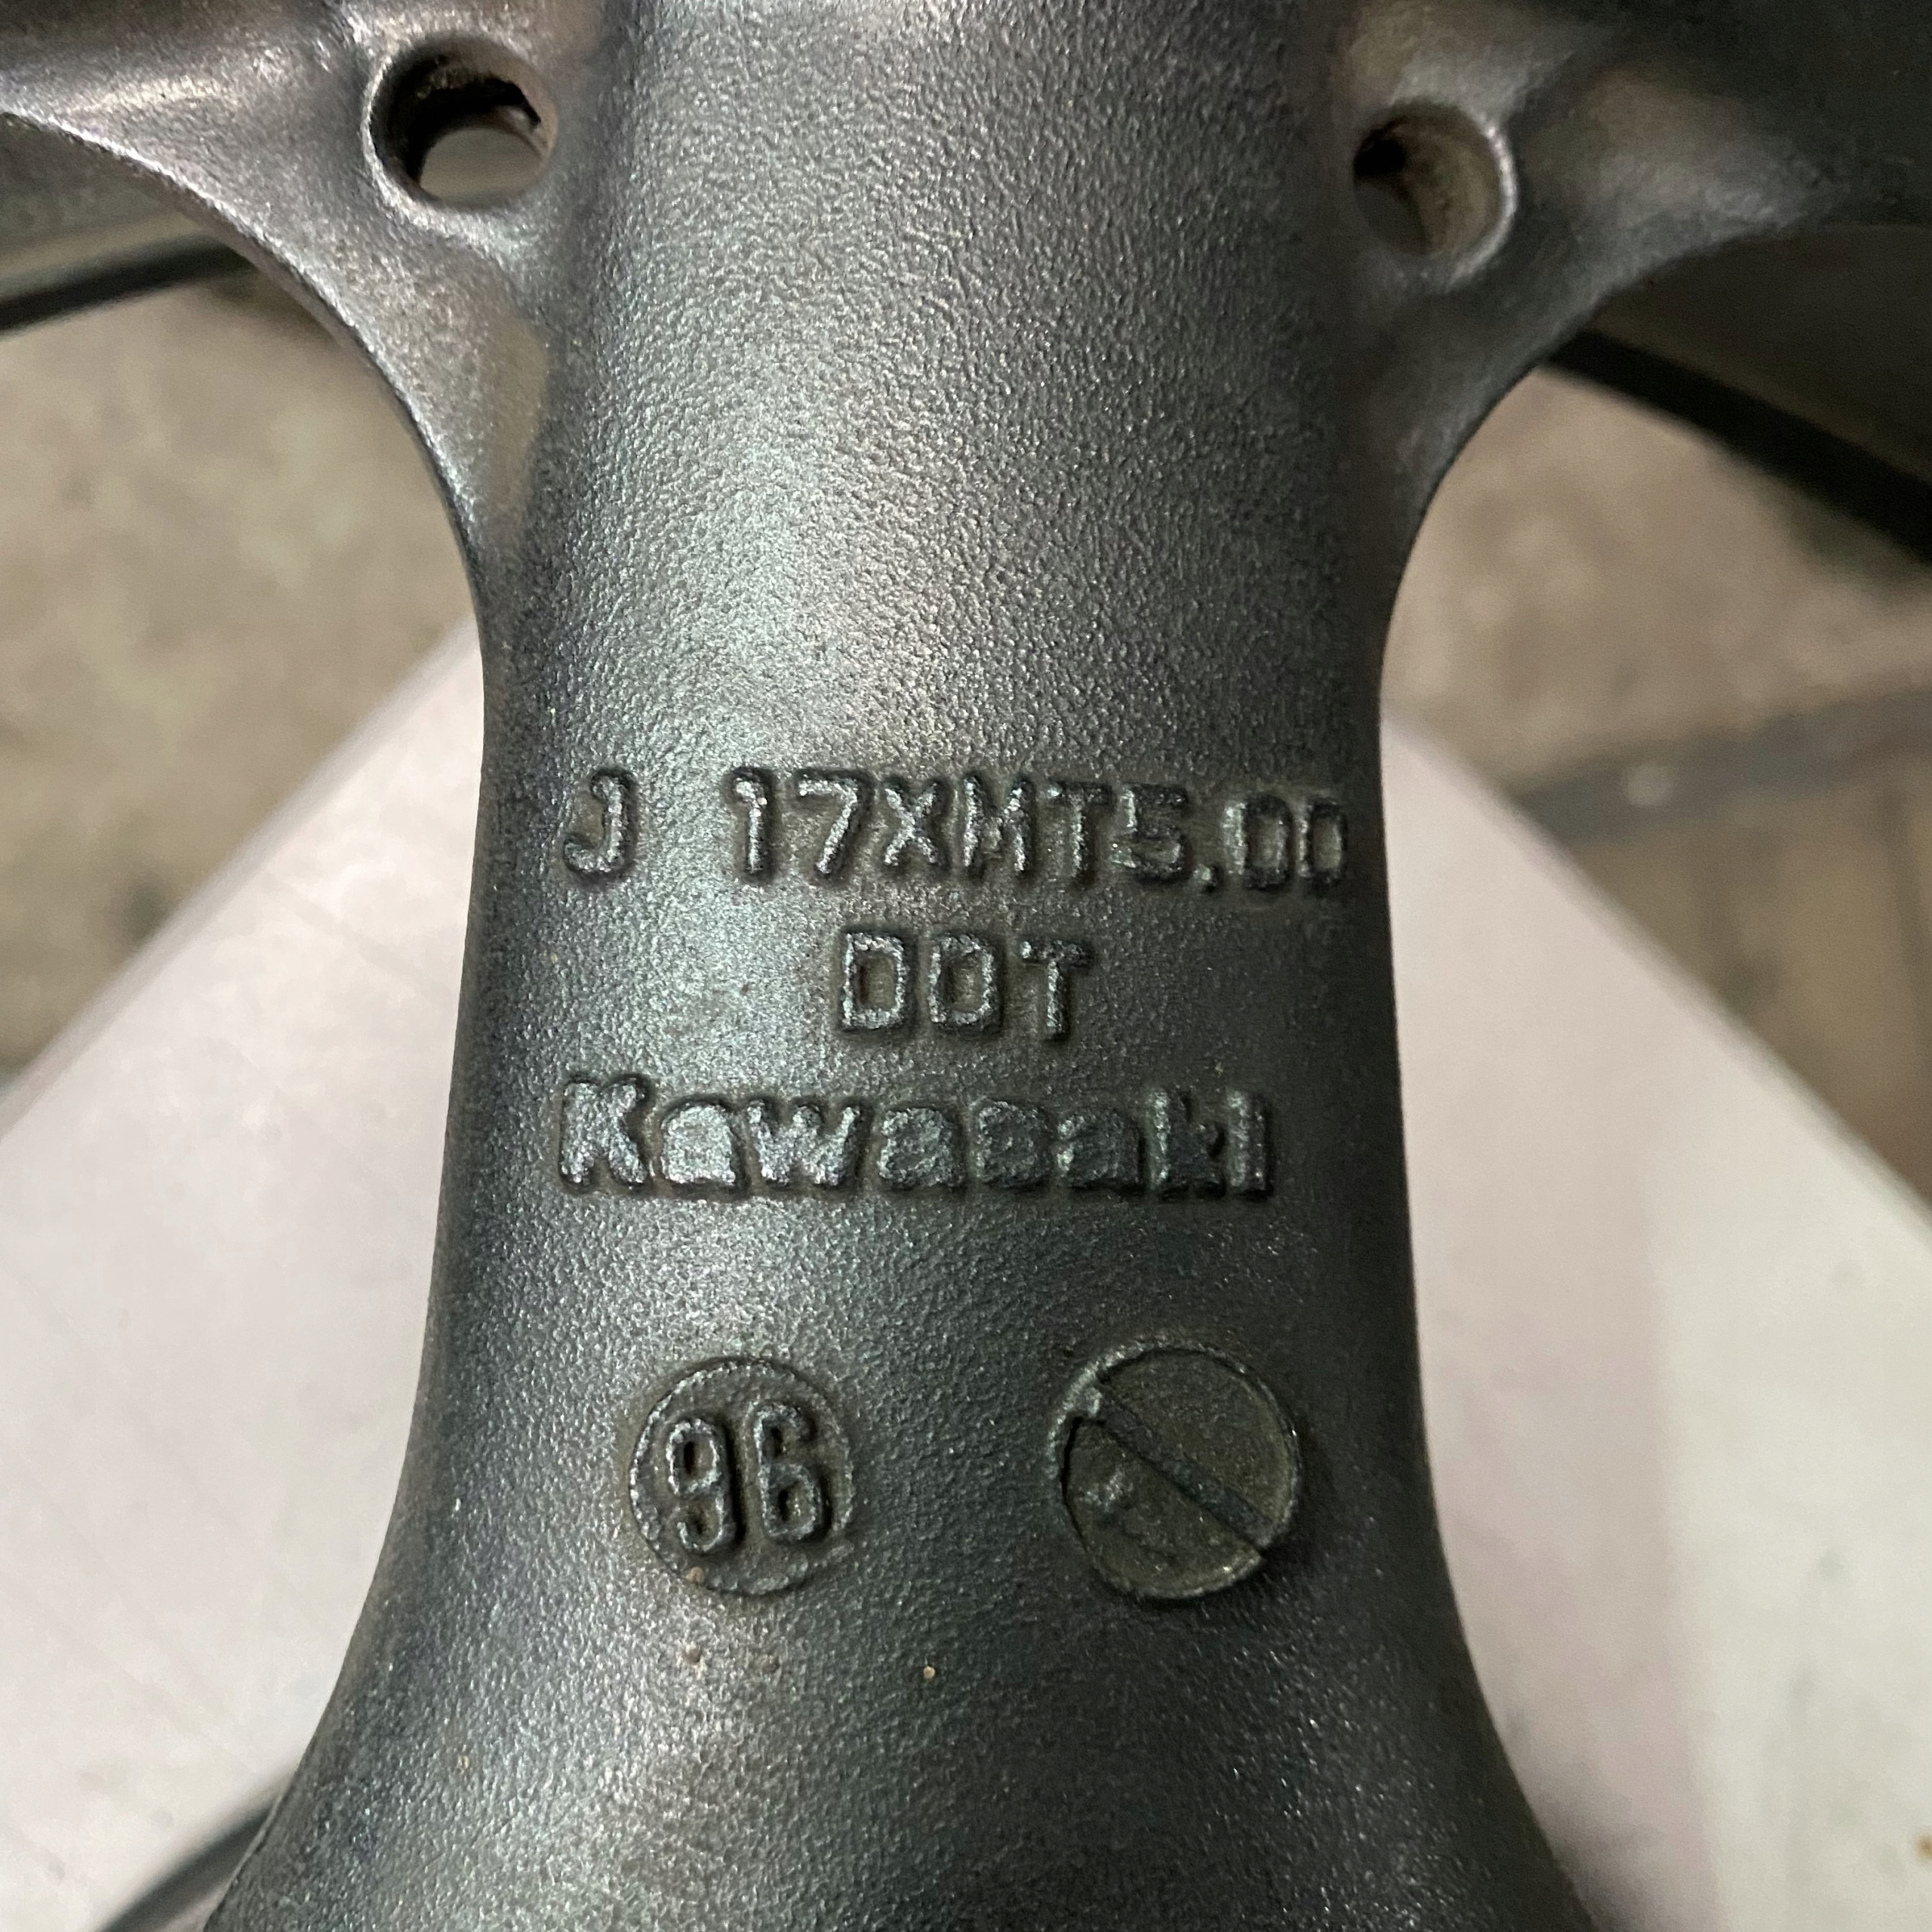 J 17XMT5.00
DOT
Kawasaki
96